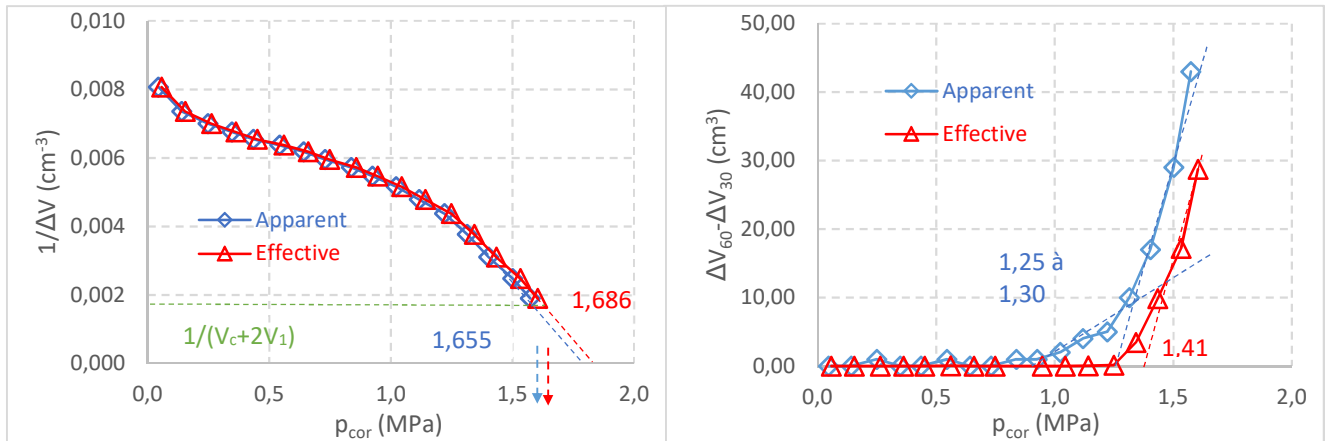 0,010
0,008
0,006
0,004
0,002
0,000
1/ΔV (cm⁻³)
Apparent
Effective
1/(Vc+2V1)
1,655
1,686
0,0
0,5
1,0
1,5
2,0
pcor (MPa)
50,00
40,00
30,00
20,00
10,00
0,00
ΔV60-ΔV30 (cm³)
Apparent
Effective
1,25 à
1,30
1,41
0,0
0,5
1,0
1,5
2,0
pcor (MPa)